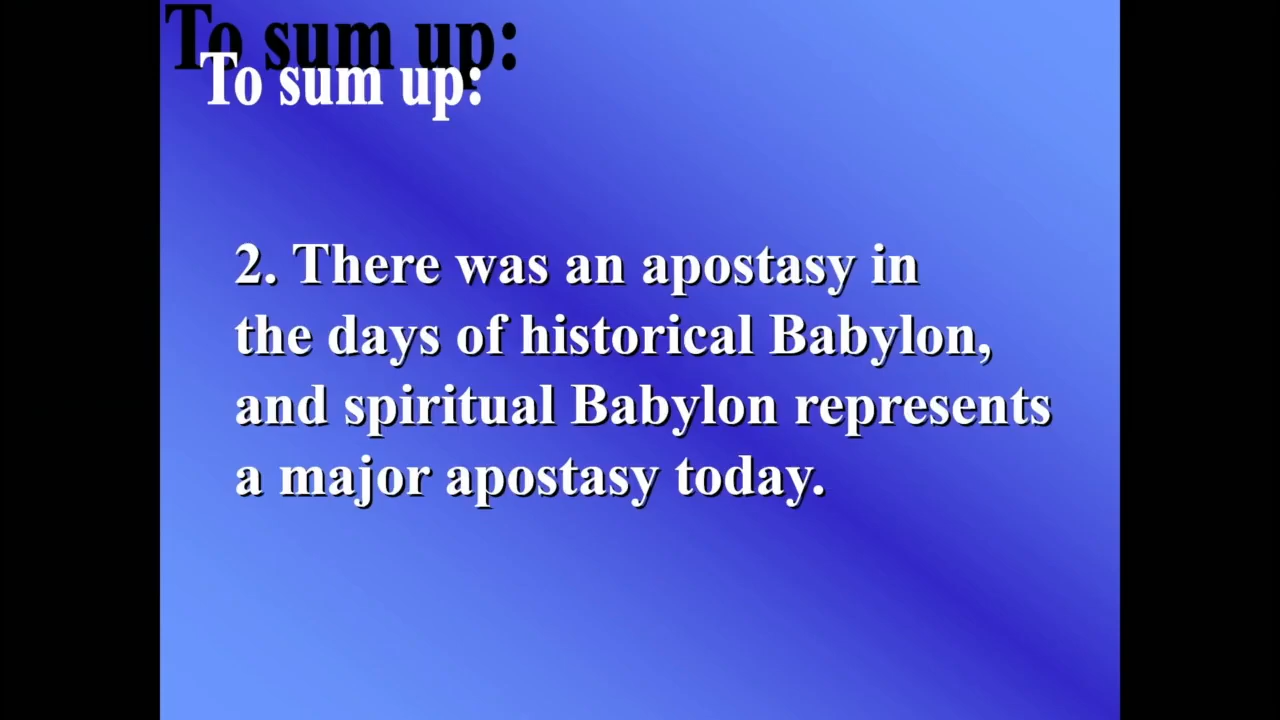 To sum up:
To sum up:
2. There was an apostasy in
the days of historical Babylon,
and spiritual Babylon represents
a major apostasy today.